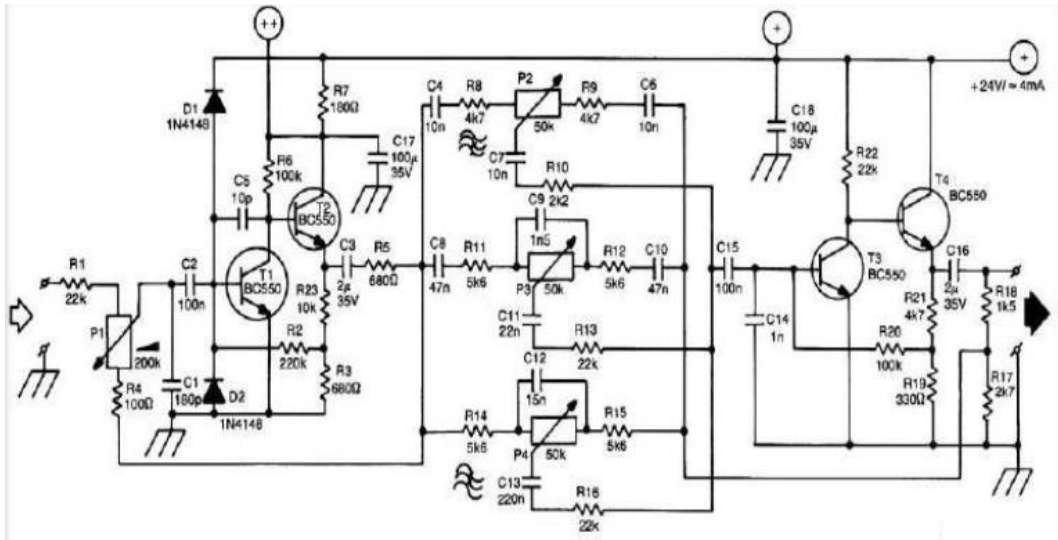 ++
+
+
+24V/≈4mA
D1
1N4148
R7
180Ω
C17
100µ
35V
R6
100k
C5
10p
T2
BC550
T1
BC550
R1
22k
C2
100n
P1
200k
R4
100Ω
C1
180p
D2
1N4148
R2
220k
R23
10k
R3
680Ω
C3
2µ
35V
R5
680Ω
C4
10n
R8
4k7
P2
50k
R9
4k7
C6
10n
C7
10n
R10
2k2
C8
47n
R11
5k6
C9
1n5
P3
50k
R12
5k6
C10
47n
C11
22n
R13
22k
C12
15n
R14
5k6
P4
50k
R15
5k6
C13
220n
R16
22k
C15
100n
C14
1n
C18
100µ
35V
R22
22k
T4
BC550
T3
BC550
C16
2µ
35V
R21
4k7
R18
1k5
R20
100k
R19
330Ω
R17
2k7